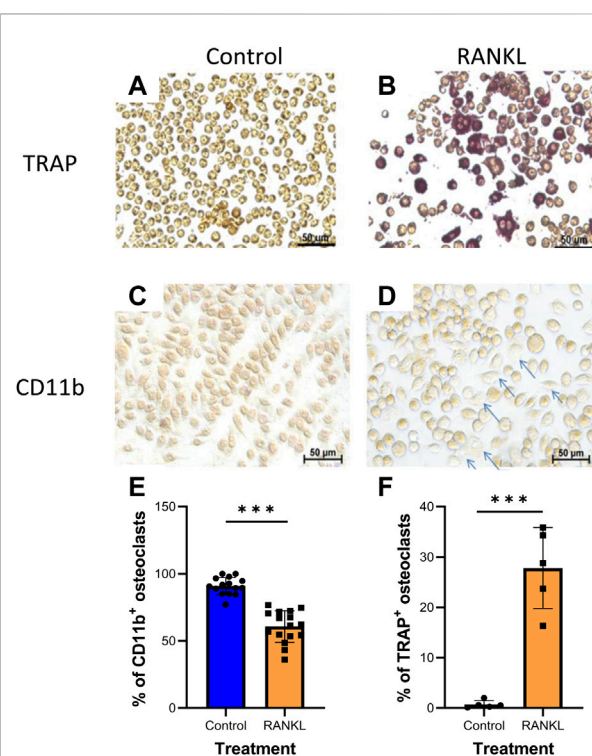 Control RANKL
A B
TRAP
50 µm 50 µm
C D
CD11b
50 µm 50 µm
E F
% of CD11b+ osteoclasts
150
100
50
0
***
Control RANKL
Treatment
% of TRAP+ osteoclasts
40
30
20
10
0
***
Control RANKL
Treatment